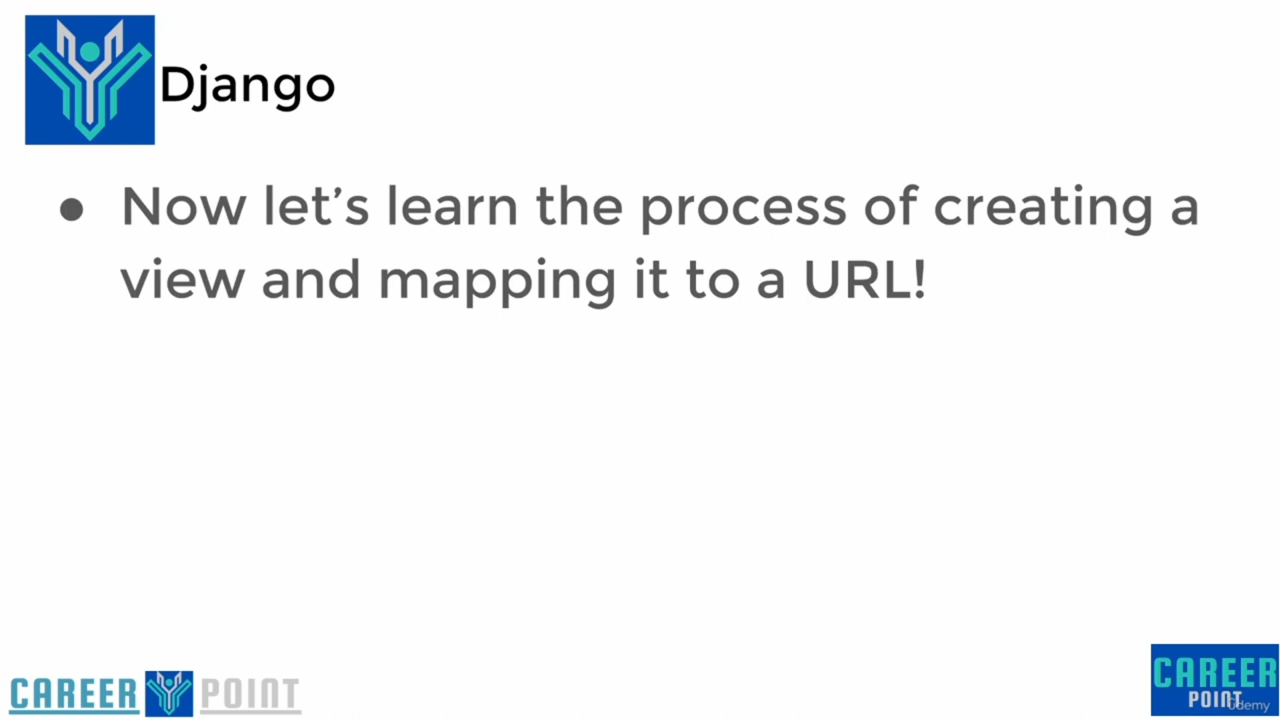 Django
● Now let’s learn the process of creating a
view and mapping it to a URL!
CAREER POINT
CAREER
POINT
udemy